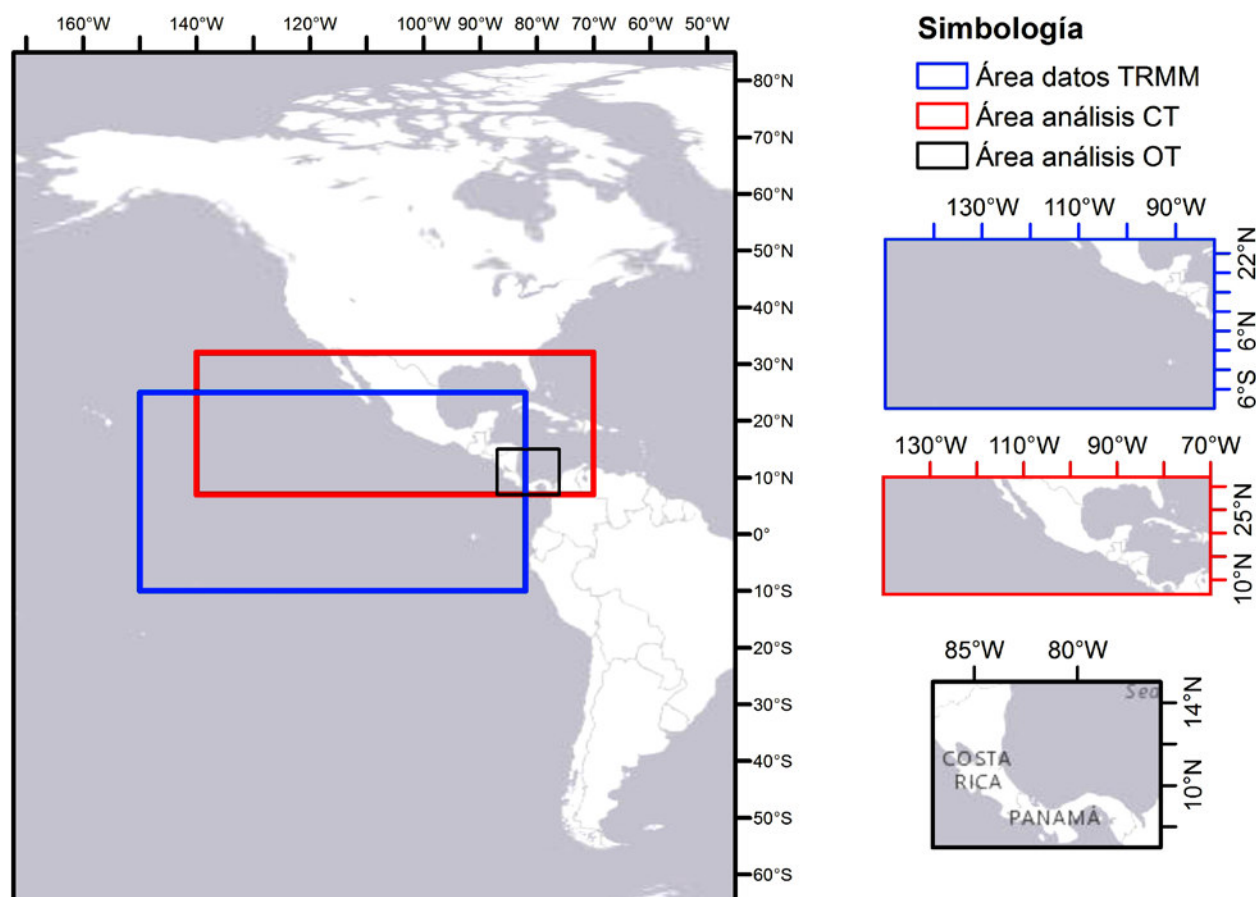 160°W 140°W 120°W 100°W 90°W 80°W 70°W 60°W 50°W
80°N
70°N
60°N
50°N
40°N
30°N
20°N
10°N
0°
10°S
20°S
30°S
40°S
50°S
60°S
Simbología
Área datos TRMM
Área análisis CT
Área análisis OT
130°W 110°W 90°W
22°N
6°N
6°S
130°W 110°W 90°W 70°W
25°N
10°N
85°W 80°W
Sea
14°N
10°N
COSTA
RICA
PANAMÁ